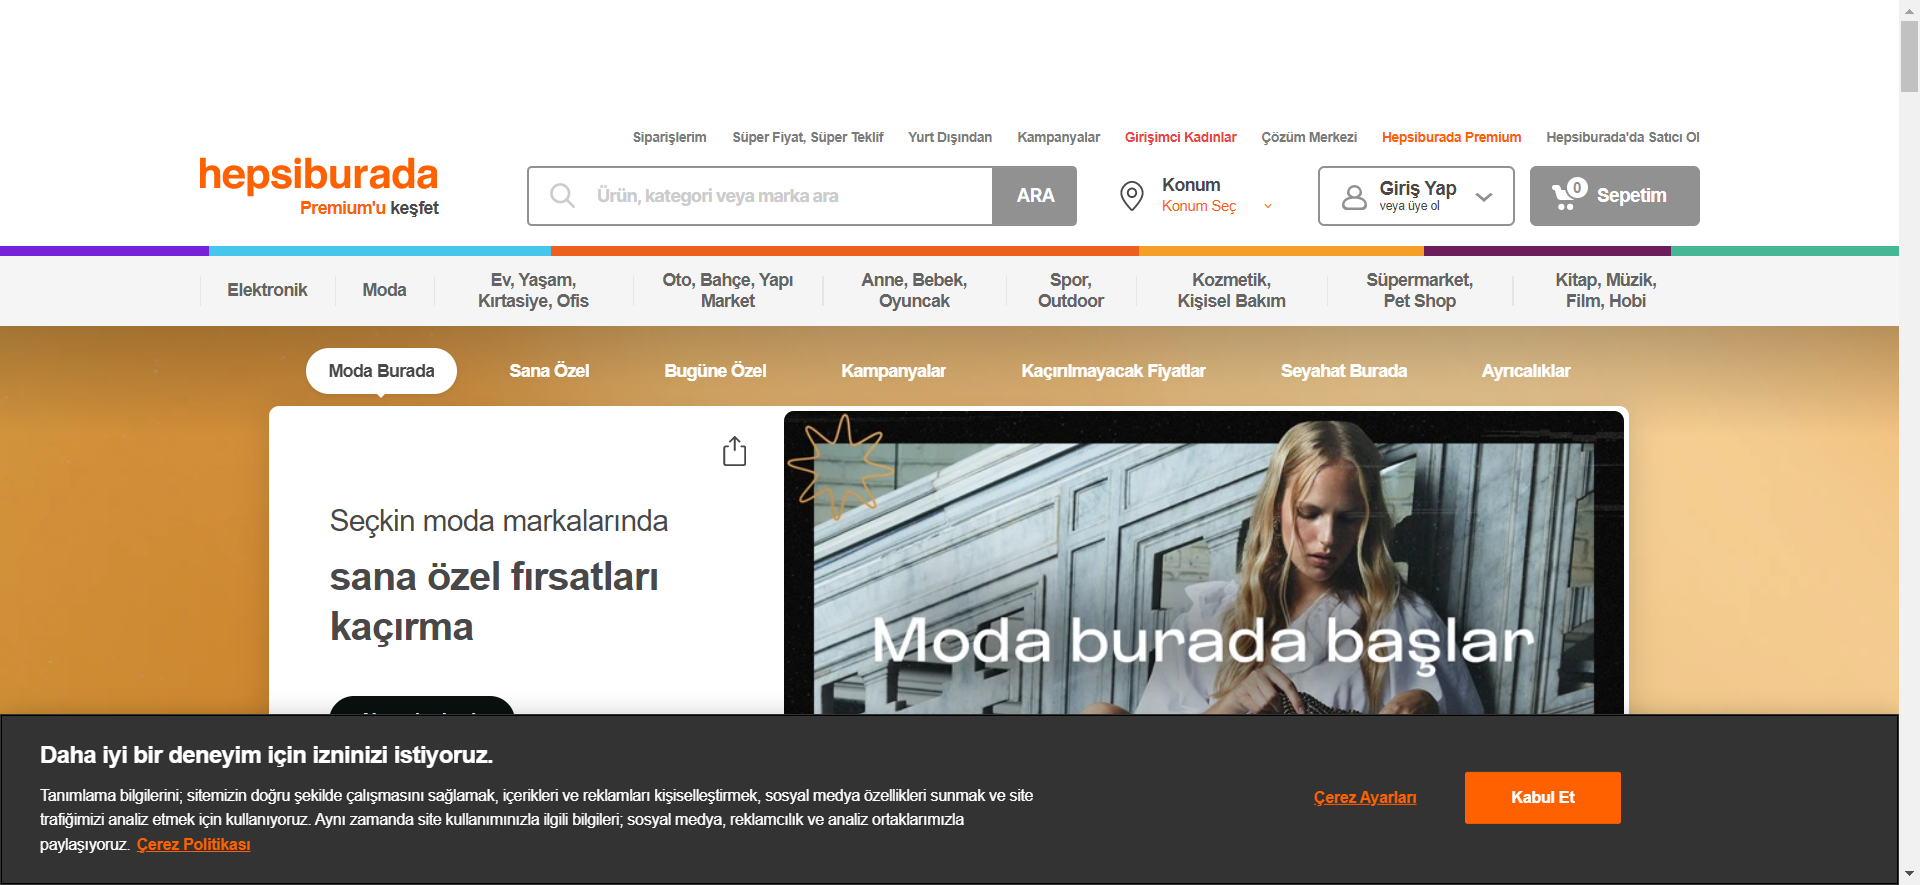 Siparişlerim Süper Fiyat, Süper Teklif Yurt Dışından Kampanyalar Girişimci Kadınlar Çözüm Merkezi Hepsiburada Premium Hepsiburada'da Satıcı Ol
hepsiburada
Premium'u keşfet
Ürün, kategori veya marka ara
ARA
Konum
Konum Seç
Giriş Yap
veya üye ol
0
Sepetim
Elektronik
Moda
Ev, Yaşam,
Kırtasiye, Ofis
Oto, Bahçe, Yapı
Market
Anne, Bebek,
Oyuncak
Spor,
Outdoor
Kozmetik,
Kişisel Bakım
Süpermarket,
Pet Shop
Kitap, Müzik,
Film, Hobi
Moda Burada Sana Özel Bugüne Özel Kampanyalar Kaçırılmayacak Fiyatlar Seyahat Burada Ayrıcalıklar
Seçkin moda markalarında
sana özel fırsatları
kaçırma
Moda burada başlar
Daha iyi bir deneyim için izninizi istiyoruz.
Tanımlama bilgilerini; sitemizin doğru şekilde çalışmasını sağlamak, içerikleri ve reklamları kişiselleştirmek, sosyal medya özellikleri sunmak ve site
trafiğimizi analiz etmek için kullanıyoruz. Aynı zamanda site kullanımınızla ilgili bilgileri; sosyal medya, reklamcılık ve analiz ortaklarımızla
paylaşıyoruz. Çerez Politikası
Çerez Ayarları
Kabul Et